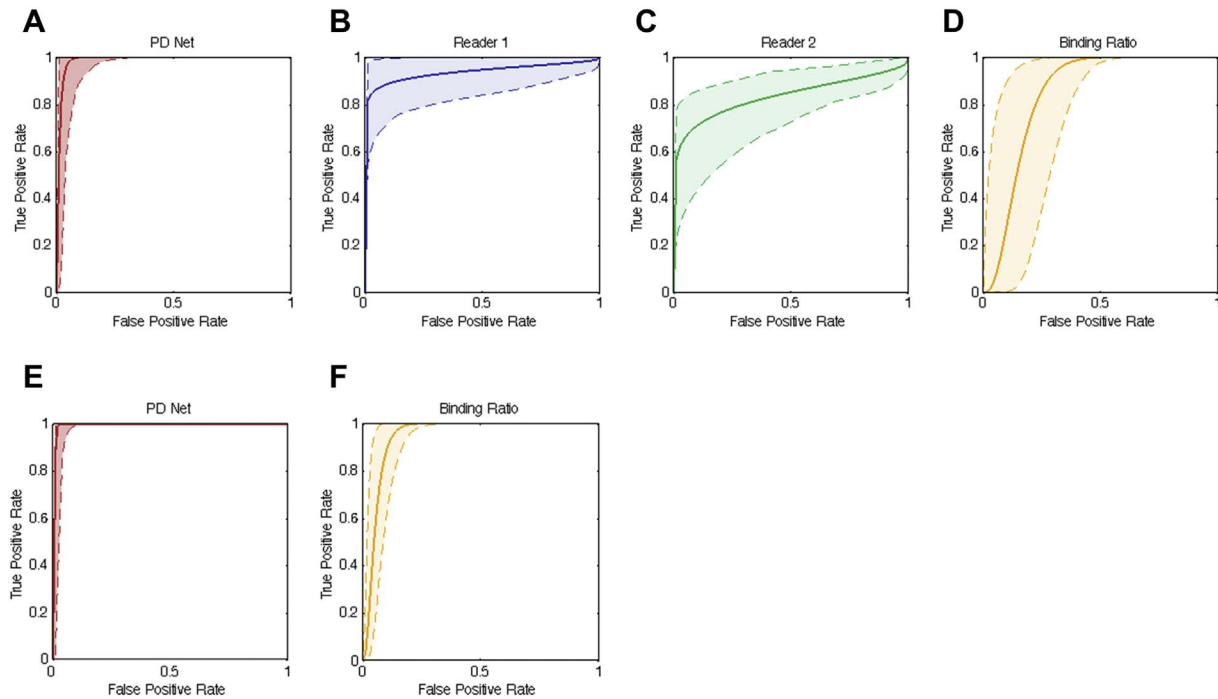 A
PD Net
True Positive Rate
1
0.8
0.6
0.4
0.2
0
0
0.5
1
False Positive Rate
B
Reader 1
True Positive Rate
1
0.8
0.6
0.4
0.2
0
0
0.5
1
False Positive Rate
C
Reader 2
True Positive Rate
1
0.8
0.6
0.4
0.2
0
0
0.5
1
False Positive Rate
D
Binding Ratio
True Positive Rate
1
0.8
0.6
0.4
0.2
0
0
0.5
1
False Positive Rate
E
PD Net
True Positive Rate
1
0.8
0.6
0.4
0.2
0
0
0.5
1
False Positive Rate
F
Binding Ratio
True Positive Rate
1
0.8
0.6
0.4
0.2
0
0
0.5
1
False Positive Rate